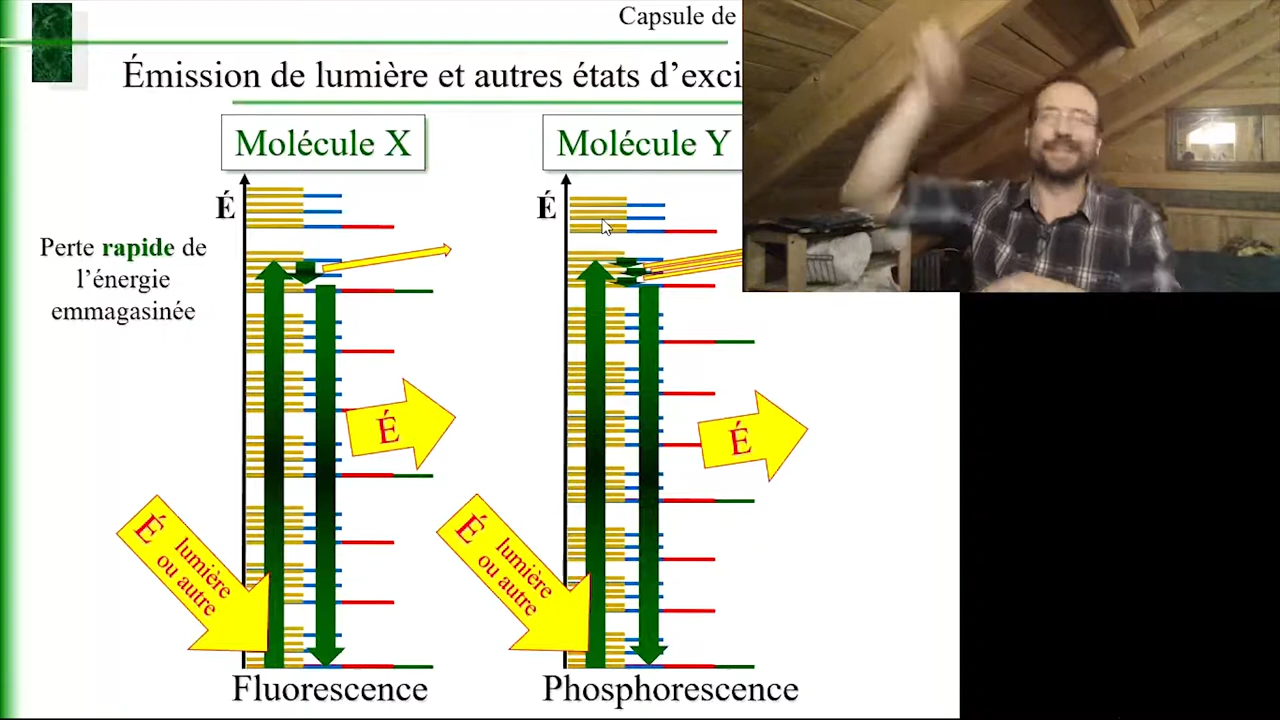 Capsule de
Émission de lumière et autres états d’exci
Molécule X
Molécule Y
É
É
Perte rapide de
l’énergie
emmagasinée
É
É
É lumière
ou autre
É lumière
ou autre
Fluorescence
Phosphorescence